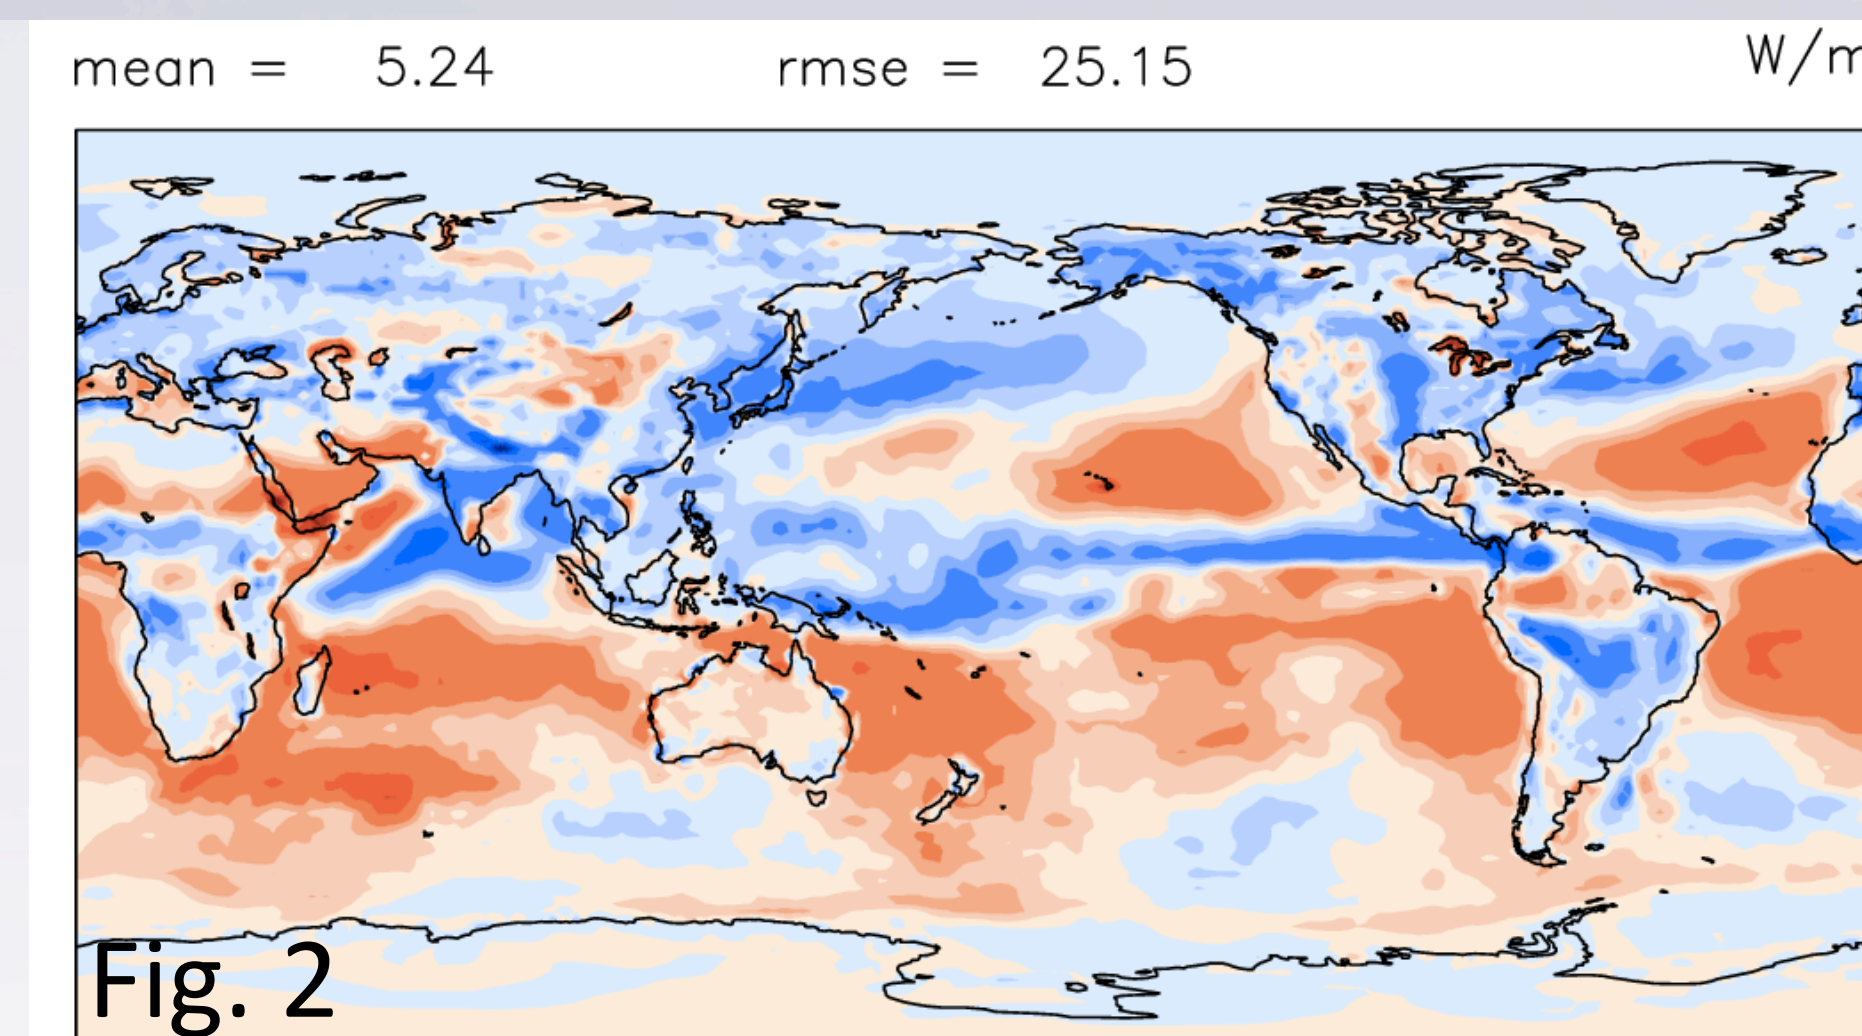 mean = 5.24 rmse = 25.15 W/m
Fig. 2